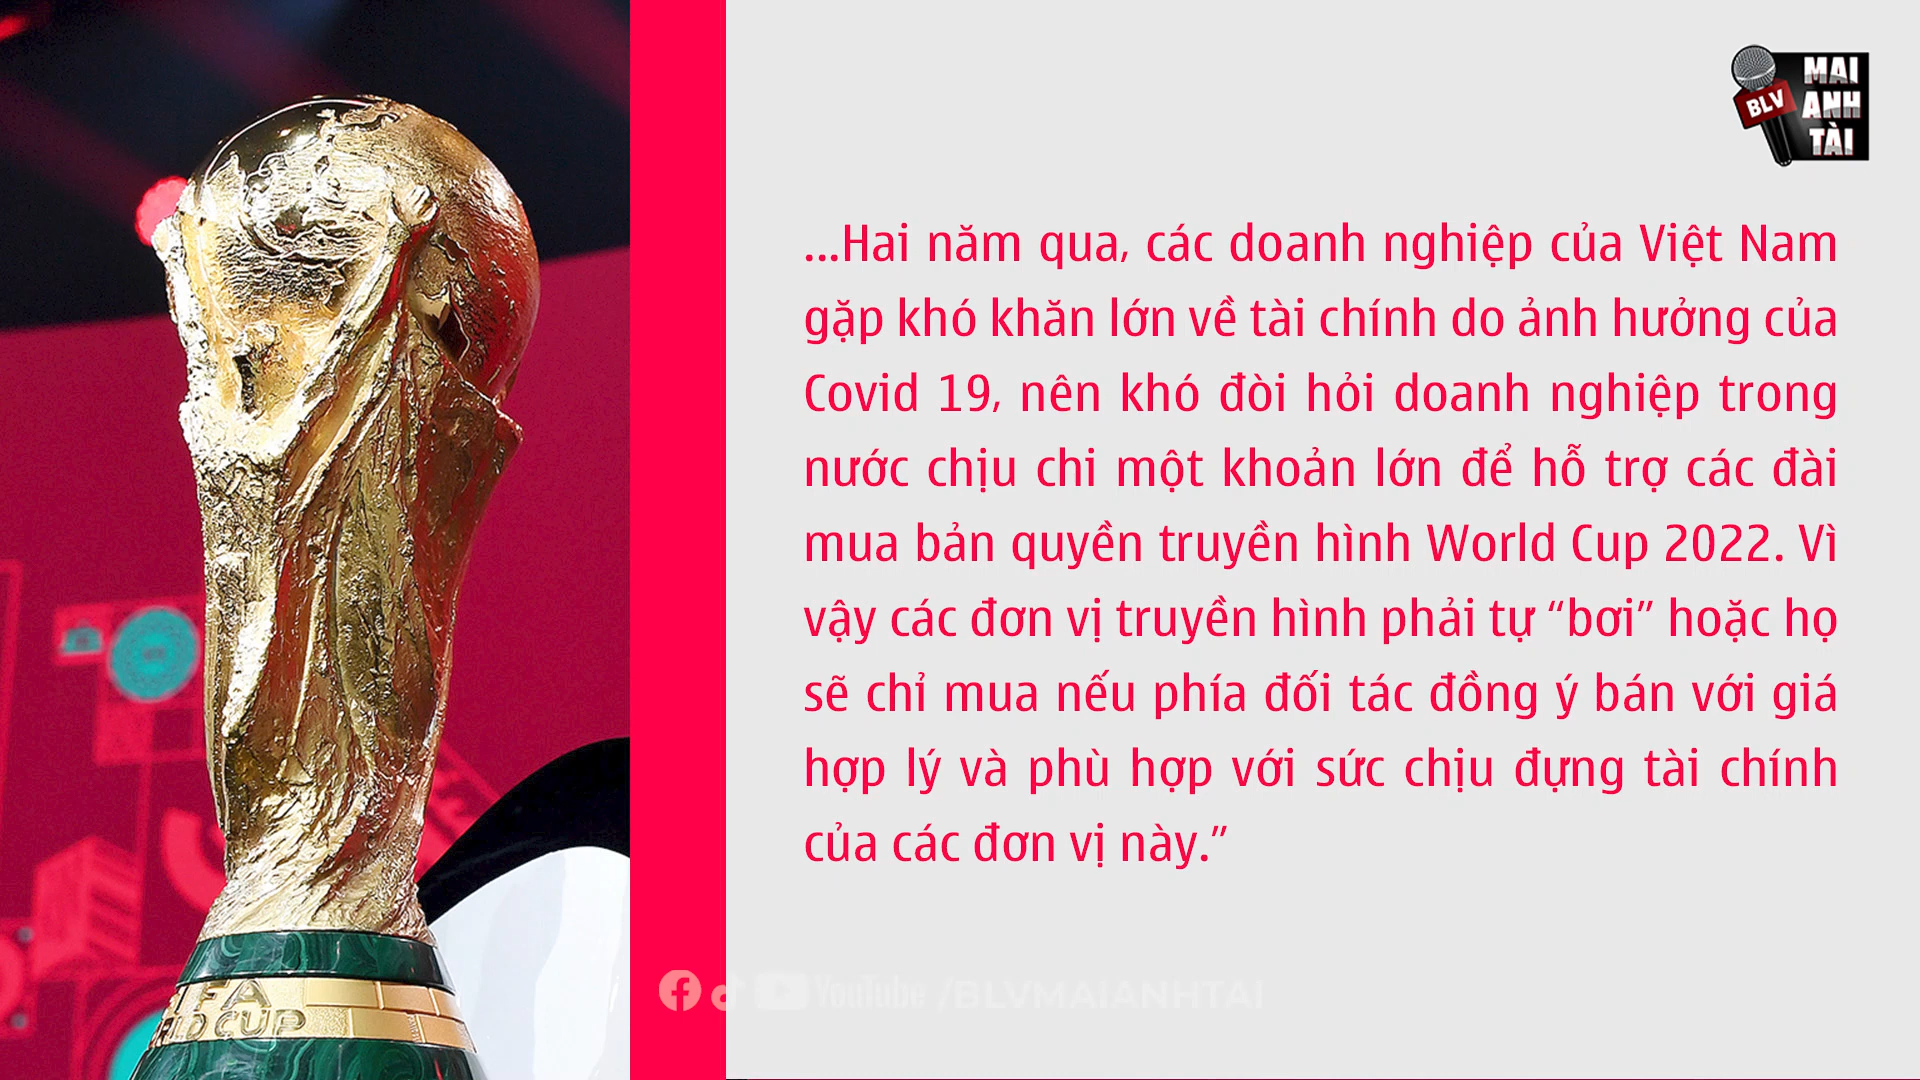 MAI
BLV ANH
TÀI
...Hai năm qua, các doanh nghiệp của Việt Nam
gặp khó khăn lớn về tài chính do ảnh hưởng của
Covid 19, nên khó đòi hỏi doanh nghiệp trong
nước chịu chi một khoản lớn để hỗ trợ các đài
mua bản quyền truyền hình World Cup 2022. Vì
vậy các đơn vị truyền hình phải tự “bơi” hoặc họ
sẽ chỉ mua nếu phía đối tác đồng ý bán với giá
hợp lý và phù hợp với sức chịu đựng tài chính
của các đơn vị này.”
YouTube /BLVMAIANHTAI
FIFA
WORLD CUP